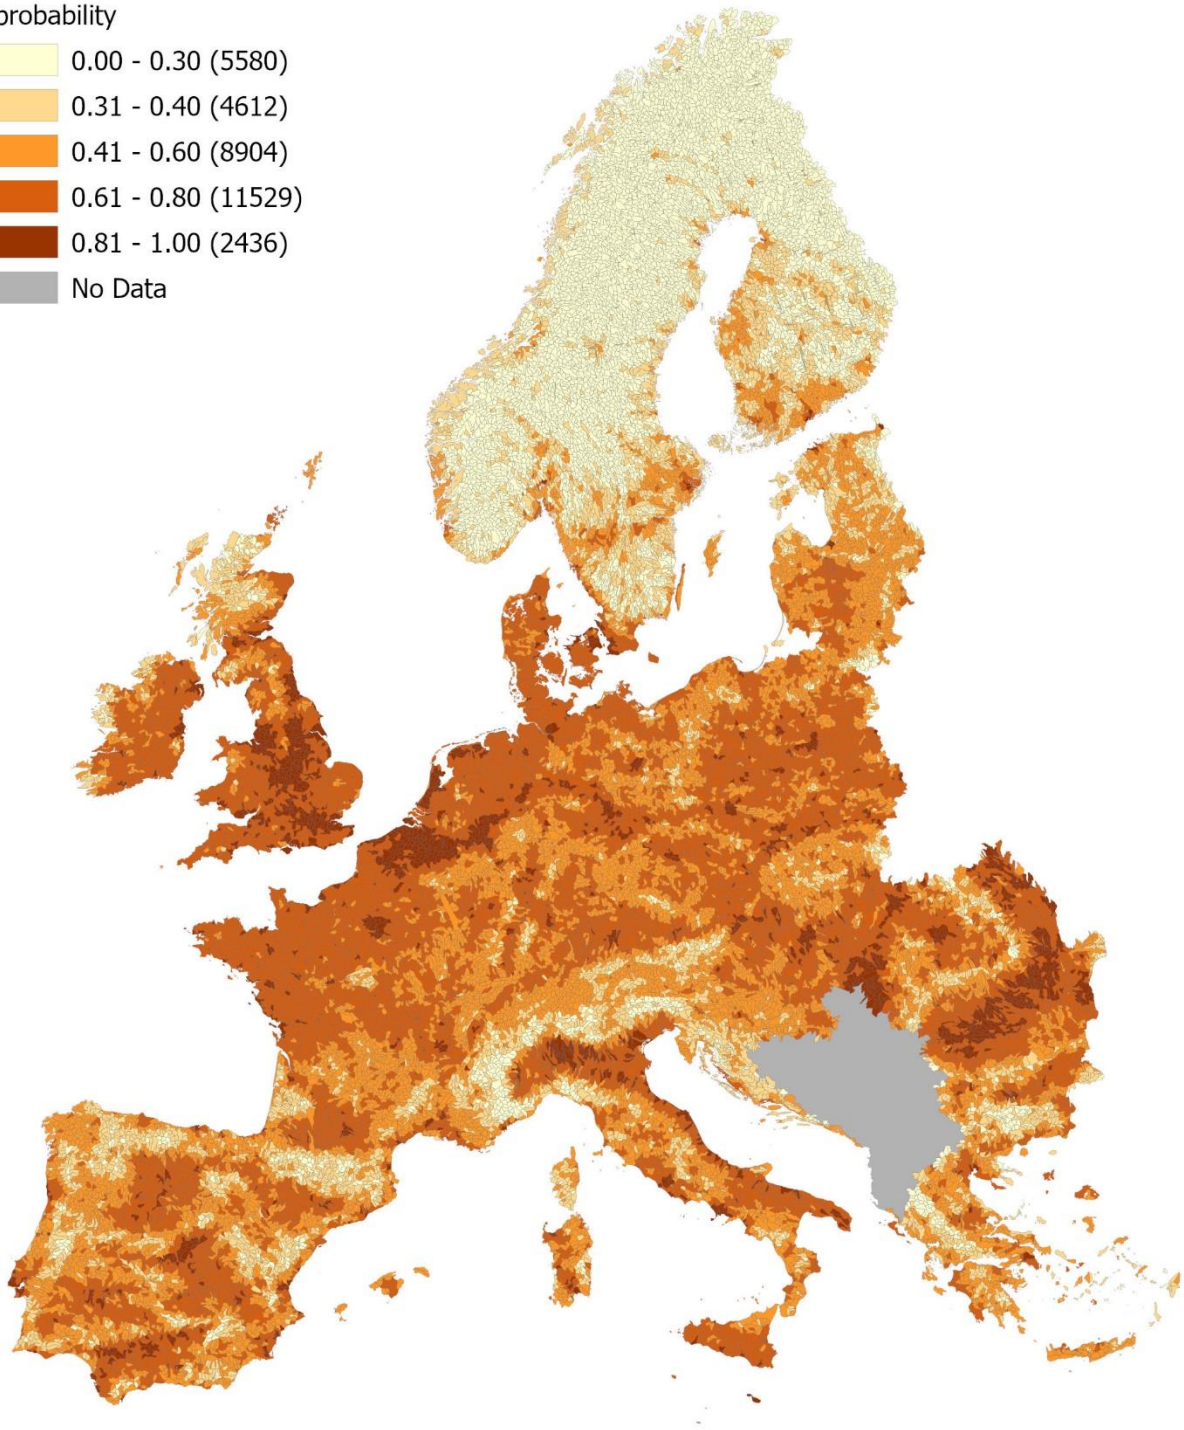 probability
0.00 - 0.30 (5580)
0.31 - 0.40 (4612)
0.41 - 0.60 (8904)
0.61 - 0.80 (11529)
0.81 - 1.00 (2436)
No Data